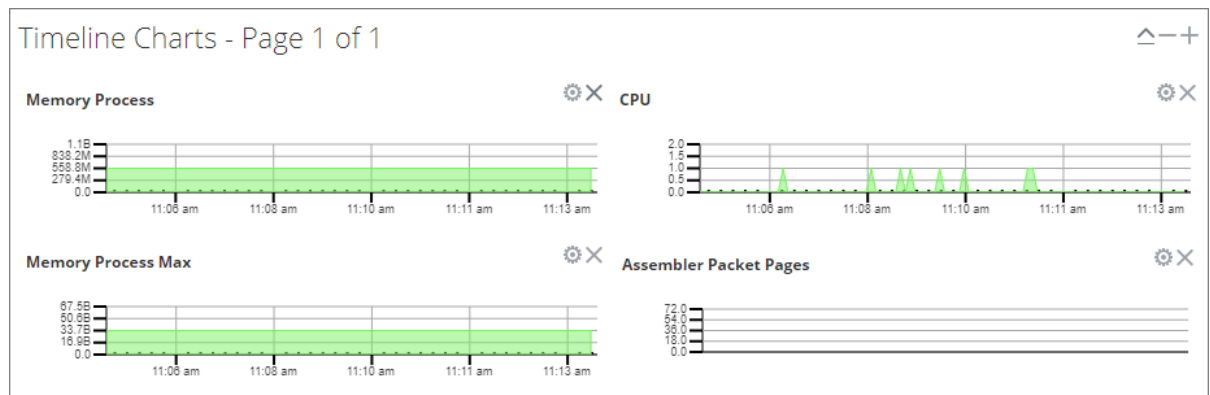 Timeline Charts - Page 1 of 1
Memory Process
1.1B
838.2M
558.8M
279.4M
0.0
11:06 am 11:08 am 11:10 am 11:11 am 11:13 am
CPU
2.0
1.5
1.0
0.5
0.0
11:06 am 11:08 am 11:10 am 11:11 am 11:13 am
Memory Process Max
67.5B
50.6B
33.7B
16.9B
0.0
11:06 am 11:08 am 11:10 am 11:11 am 11:13 am
Assembler Packet Pages
72.0
54.0
36.0
18.0
0.0